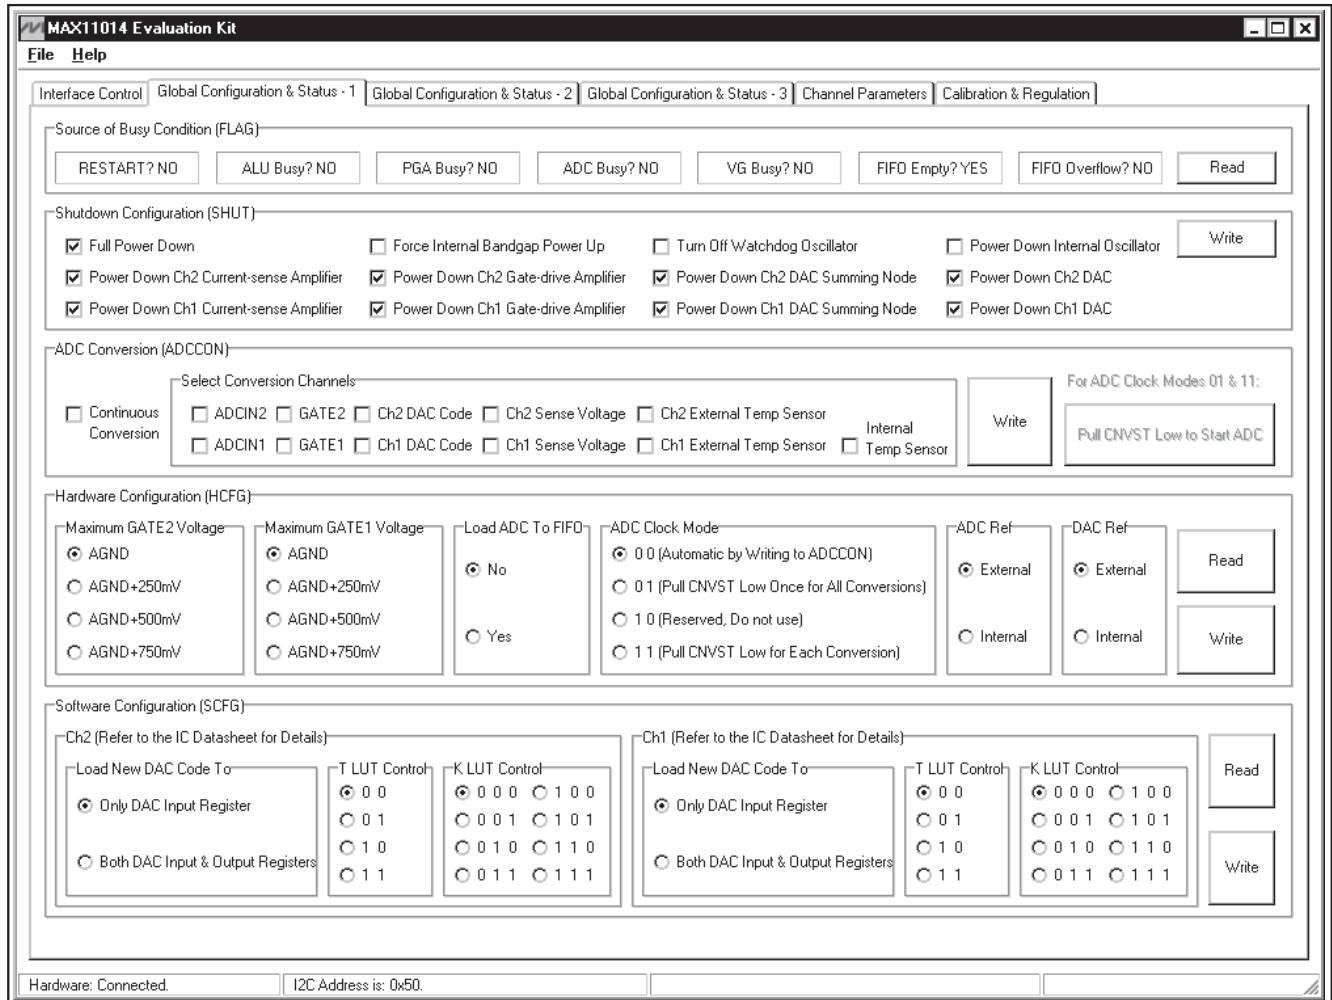 MAX11014 Evaluation Kit
File Help
Interface Control Global Configuration & Status - 1 Global Configuration & Status - 2 Global Configuration & Status - 3 Channel Parameters Calibration & Regulation
Source of Busy Condition (FLAG)
RESTART? NO ALU Busy? NO PGA Busy? NO ADC Busy? NO VG Busy? NO FIFO Empty? YES FIFO Overflow? NO Read
Shutdown Configuration (SHUT)
Full Power Down Force Internal Bandgap Power Up Turn Off Watchdog Oscillator Power Down Internal Oscillator Write
Power Down Ch2 Current-sense Amplifier Power Down Ch2 Gate-drive Amplifier Power Down Ch2 DAC Summing Node Power Down Ch2 DAC
Power Down Ch1 Current-sense Amplifier Power Down Ch1 Gate-drive Amplifier Power Down Ch1 DAC Summing Node Power Down Ch1 DAC
ADC Conversion (ADCCON)
Select Conversion Channels For ADC Clock Modes 01 & 11:
Continuous ADCIN2 GATE2 Ch2 DAC Code Ch2 Sense Voltage Ch2 External Temp Sensor
Conversion ADCIN1 GATE1 Ch1 DAC Code Ch1 Sense Voltage Ch1 External Temp Sensor Internal
Temp Sensor
Write
Pull CNVST Low to Start ADC
Hardware Configuration (HCFG)
Maximum GATE2 Voltage Maximum GATE1 Voltage Load ADC To FIFO ADC Clock Mode ADC Ref DAC Ref
AGND AGND No 0 0 (Automatic by Writing to ADCCON) External External Read
AGND+250mV AGND+250mV 0 1 (Pull CNVST Low Once for All Conversions)
AGND+500mV AGND+500mV Yes 1 0 (Reserved, Do not use) Internal Internal Write
AGND+750mV AGND+750mV 1 1 (Pull CNVST Low for Each Conversion)
Software Configuration (SCFG)
Ch2 (Refer to the IC Datasheet for Details) Ch1 (Refer to the IC Datasheet for Details)
Load New DAC Code To T LUT Control K LUT Control Load New DAC Code To T LUT Control K LUT Control Read
Only DAC Input Register 0 0 0 0 0 1 0 0 Only DAC Input Register 0 0 0 0 0 1 0 0
0 1 0 0 1 1 0 1 0 1 0 0 1 1 0 1
Both DAC Input & Output Registers 1 0 0 1 0 1 1 0 Both DAC Input & Output Registers 1 0 0 1 0 1 1 0
1 1 0 1 1 1 1 1 1 1 0 1 1 1 1 1 Write
Hardware: Connected. I2C Address is: 0x50.